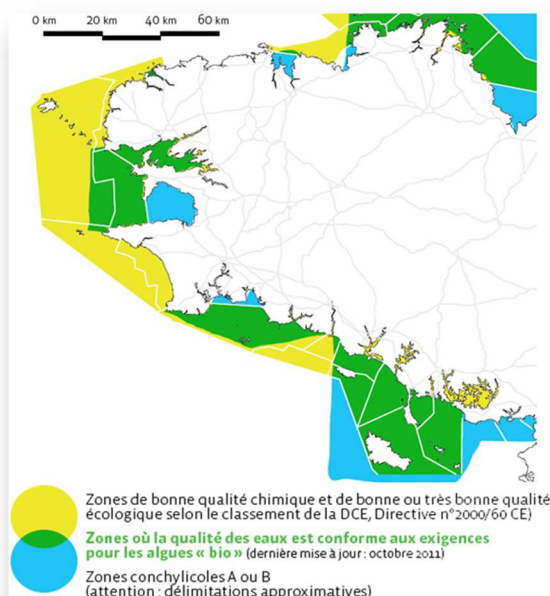 0 km 20 km 40 km 60 km
Zones de bonne qualité chimique et de bonne ou très bonne qualité
écologique selon le classement de la DCE, Directive n°2000/60 CE)
Zones où la qualité des eaux est conforme aux exigences
pour les algues « bio » (dernière mise à jour : octobre 2011)
Zones conchylicoles A ou B
(attention : délimitations approximatives)